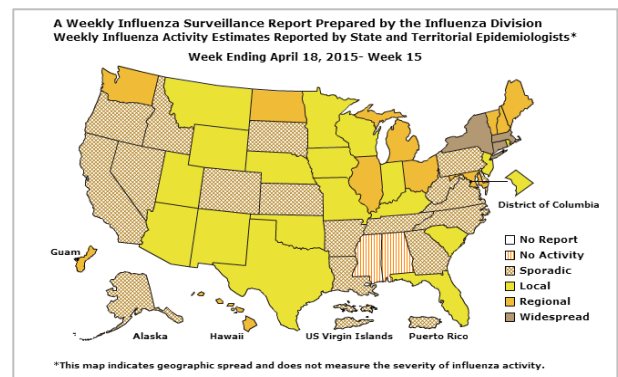 A Weekly Influenza Surveillance Report Prepared by the Influenza Division
Weekly Influenza Activity Estimates Reported by State and Territorial Epidemiologists*
Week Ending April 18, 2015- Week 15
District of Columbia
No Report
No Activity
Sporadic
Local
Regional
Widespread
Guam
Alaska
Hawaii
US Virgin Islands
Puerto Rico
*This map indicates geographic spread and does not measure the severity of influenza activity.